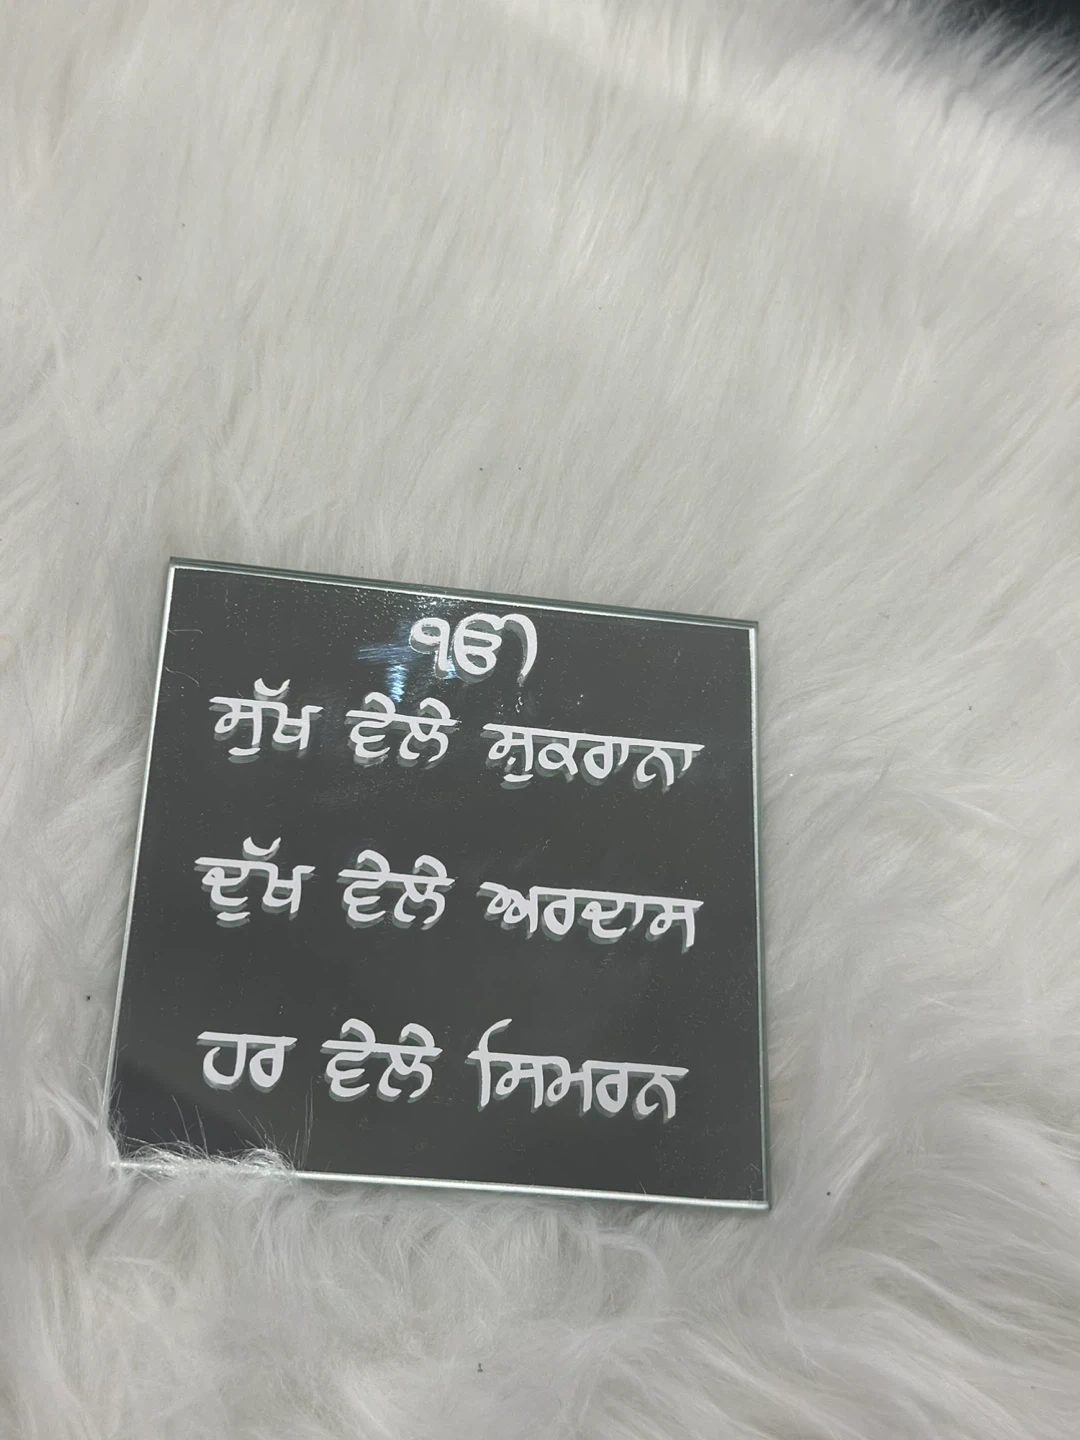 ੴ
ਸੁੱਖ ਵੇਲੇ ਸ਼ੁਕਰਾਨਾ
ਦੁੱਖ ਵੇਲੇ ਅਰਦਾਸ
ਹਰ ਵੇਲੇ ਸਿਮਰਨ